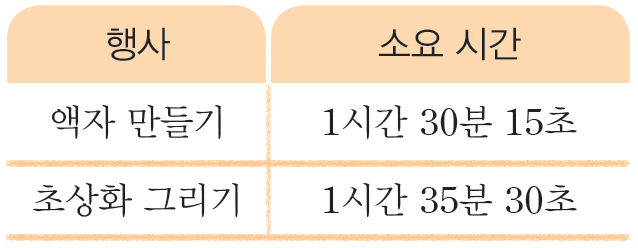 행사 소요 시간
액자 만들기 1시간 30분 15초
초상화 그리기 1시간 35분 30초